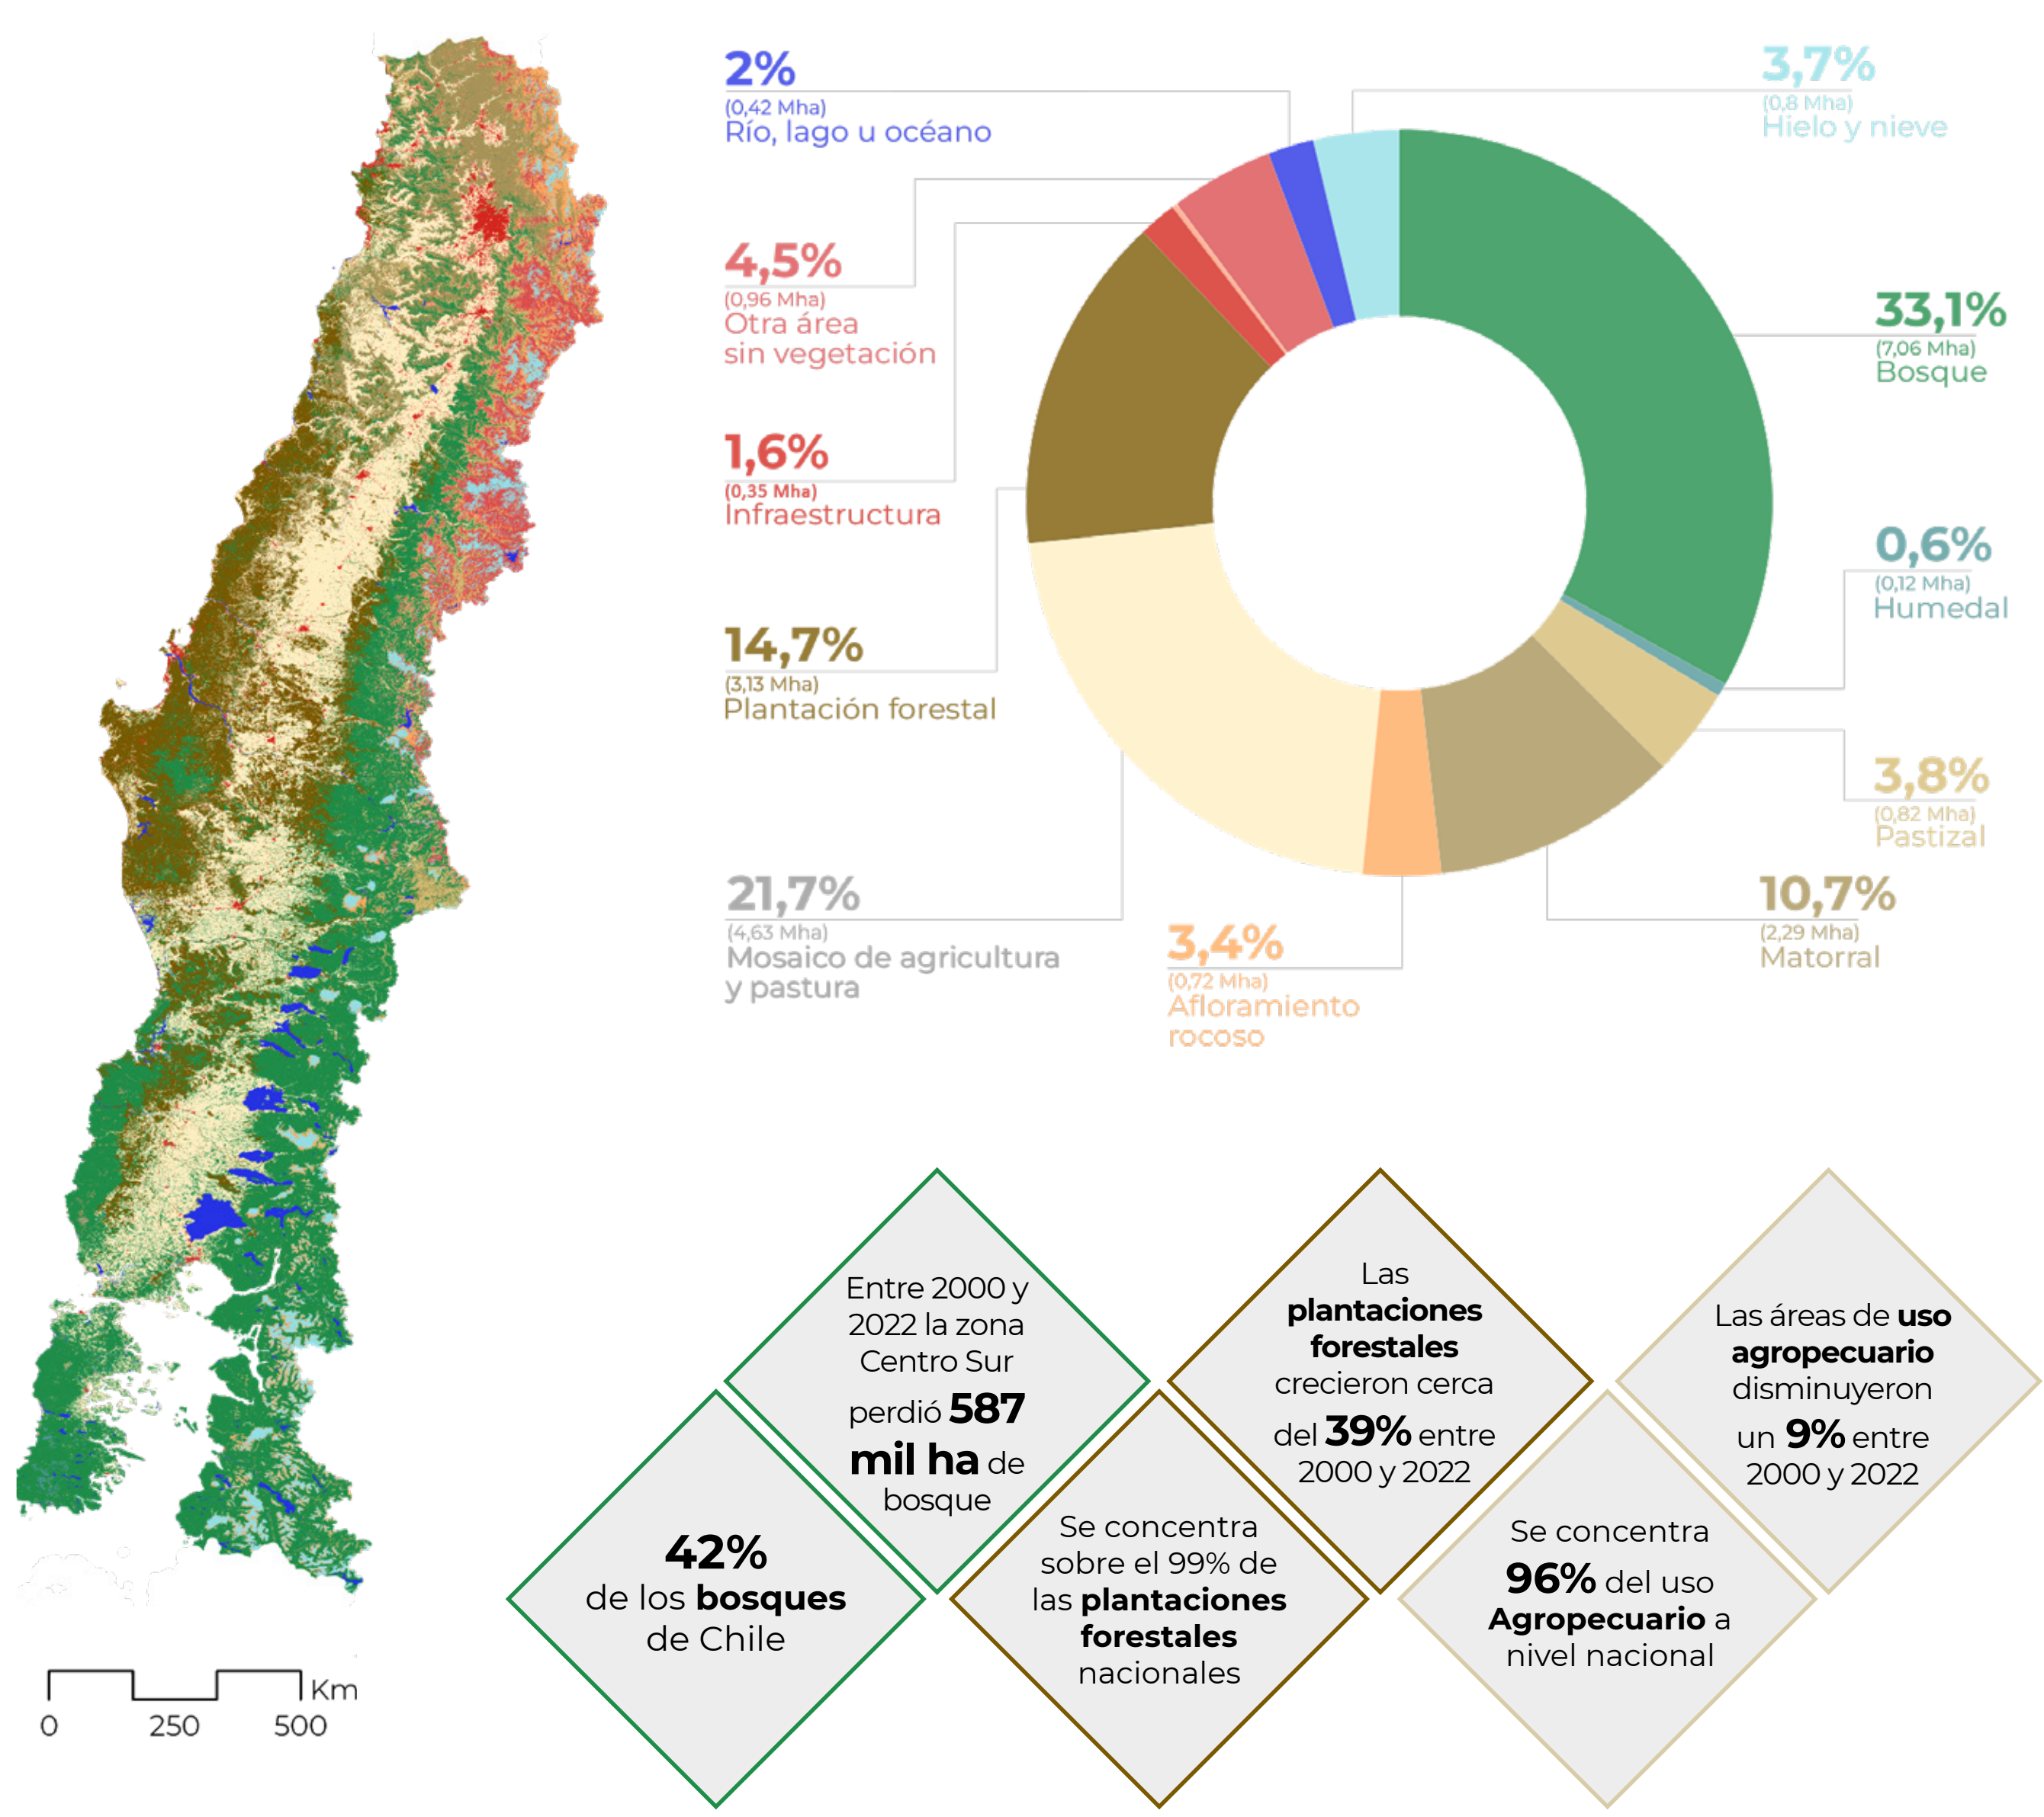 2%
(0,42 Mha)
Río, lago u océano
3,7%
(0,8 Mha)
Hielo y nieve
4,5%
(0,96 Mha)
Otra área
sin vegetación
33,1%
(7,06 Mha)
Bosque
1,6%
(0,35 Mha)
Infraestructura
0,6%
(0,12 Mha)
Humedal
14,7%
(3,13 Mha)
Plantación forestal
3,8%
(0,82 Mha)
Pastizal
21,7%
(4,63 Mha)
Mosaico de agricultura
y pastura
3,4%
(0,72 Mha)
Afloramiento
rocoso
10,7%
(2,29 Mha)
Matorral
Entre 2000 y
2022 la zona
Centro Sur
perdió 587
mil ha de
bosque
Las
plantaciones
forestales
crecieron cerca
del 39% entre
2000 y 2022
Las áreas de uso
agropecuario
disminuyeron
un 9% entre
2000 y 2022
42%
de los bosques
de Chile
Se concentra
sobre el 99% de
las plantaciones
forestales
nacionales
Se concentra
96% del uso
Agropecuario a
nivel nacional
Km
0 250 500